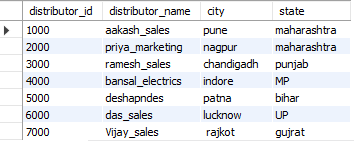 distributor_id distributor_name city state
1000 aakash_sales pune maharashtra
2000 priya_marketing nagpur maharashtra
3000 ramesh_sales chandigadh punjab
4000 bansal_electrics indore MP
5000 deshapndes patna bihar
6000 das_sales lucknow UP
7000 Vijay_sales rajkot gujrat